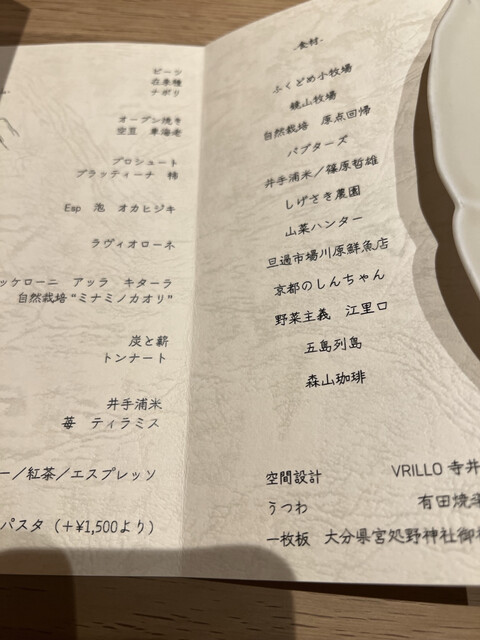 ビーツ
在来種
ナポリ
オーブン焼き
空豆 車海老
プロシュート
ブラッティーナ 柿
Esp 泡 オカヒジキ
ラヴィオローネ
ッケローニ アッラ キターラ
自然栽培 "ミナミノカオリ"
炭と薪
トンナート
井手浦米
苺 ティラミス
ー/紅茶/エスプレッソ
パスタ (+¥1,500より)
-食材-
ふくどめ小牧場
鏡山牧場
自然栽培 原点回帰
パプターズ
井手浦米/篠原哲雄
しげさき農園
山菜ハンター
旦過市場川原鮮魚店
京都のしんちゃん
野菜主義 江里口
五島列島
森山珈琲
空間設計 VRILLO 寺井
うつわ 有田焼
一枚板 大分県宮処野神社御